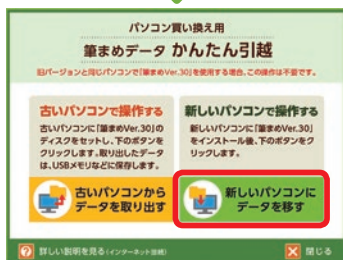 パソコン買い換え用
筆まめデータ かんたん引越
旧バージョンと同じパソコンで「筆まめVer.30」を使用する場合、この操作は不要です。
古いパソコンで操作する
古いパソコンに「筆まめVer.30」の
ディスクをセットし、下のボタンを
クリックします。取り出したデータ
は、USBメモリなどに保存します。
古いパソコンから
データを取り出す
新しいパソコンで操作する
新しいパソコンに「筆まめVer.30」
をインストール後、下のボタンをク
リックします。
新しいパソコンに
データを移す
詳しい説明を見る(インターネット接続)
閉じる